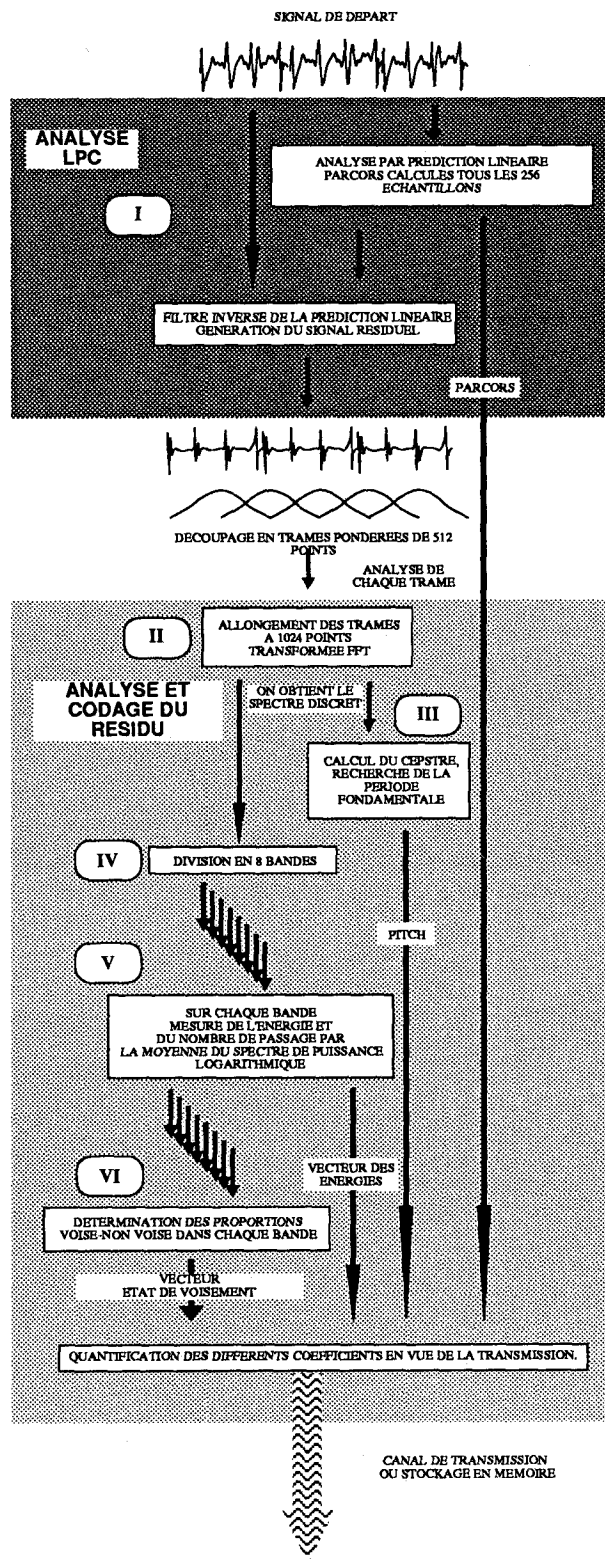 SIGNAL DE DEPART
ANALYSE
LPC
ANALYSE PAR PREDICTION LINEAIRE
PARCORS CALCULES TOUS LES 256
ECHANTILLONS
I
FILTRE INVERSE DE LA PREDICTION LINEAIRE
GENERATION DU SIGNAL RESIDUEL
PARCORS
DECOUPAGE EN TRAMES PONDEREES DE 512
POINTS
ANALYSE DE
CHAQUE TRAME
II
ALLONGEMENT DES TRAMES
A 1024 POINTS
TRANSFORMEE FFT
ANALYSE ET
CODAGE DU
RESIDU
ON OBTIENT LE
SPECTRE DISCRET
III
CALCUL DU CEPSTRE,
RECHERCHE DE LA
PERIODE
FONDAMENTALE
IV
DIVISION EN 8 BANDES
PITCH
V
SUR CHAQUE BANDE
MESURE DE L'ENERGIE ET
DU NOMBRE DE PASSAGE PAR
LA MOYENNE DU SPECTRE DE PUISSANCE
LOGARITHMIQUE
VI
VECTEUR DES
ENERGIES
DETERMINATION DES PROPORTIONS
VOISE-NON VOISE DANS CHAQUE BANDE
VECTEUR
ETAT DE VOISEMENT
QUANTIFICATION DES DIFFERENTS COEFFICIENTS EN VUE DE LA TRANSMISSION.
CANAL DE TRANSMISSION
OU STOCKAGE EN MEMOIRE